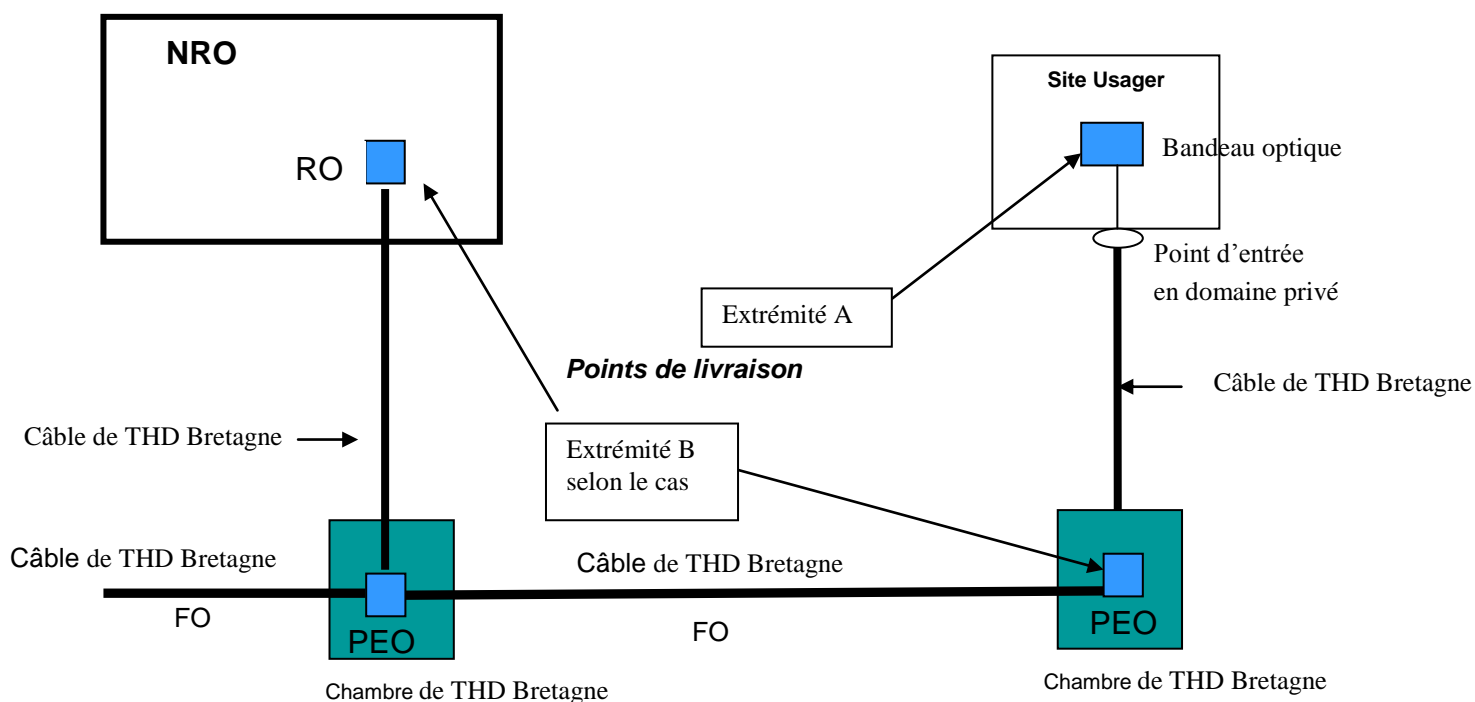 NRO
Site Usager
RO
Bandeau optique
Point d’entrée
en domaine privé
Extrémité A
Points de livraison
Câble de THD Bretagne
Câble de THD Bretagne
Extrémité B
selon le cas
Câble de THD Bretagne
Câble de THD Bretagne
FO
PEO
FO
PEO
Chambre de THD Bretagne
Chambre de THD Bretagne